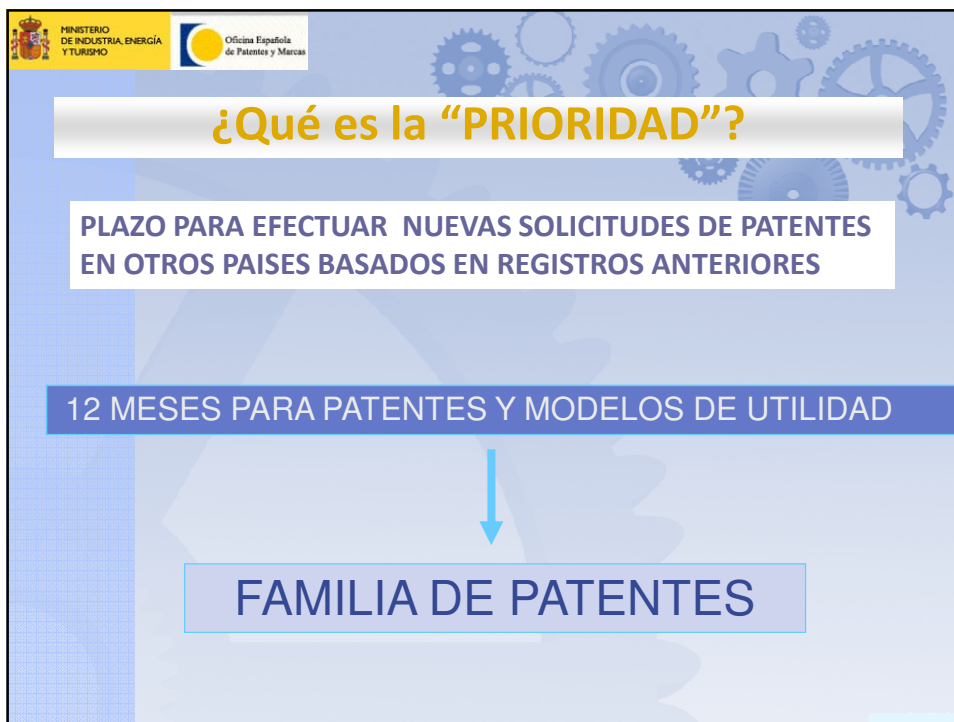 MINISTERIO
DE INDUSTRIA, ENERGÍA
Y TURISMO
Oficina Española
de Patentes y Marcas
¿Qué es la “PRIORIDAD”?
PLAZO PARA EFECTUAR NUEVAS SOLICITUDES DE PATENTES
EN OTROS PAISES BASADOS EN REGISTROS ANTERIORES
12 MESES PARA PATENTES Y MODELOS DE UTILIDAD
FAMILIA DE PATENTES